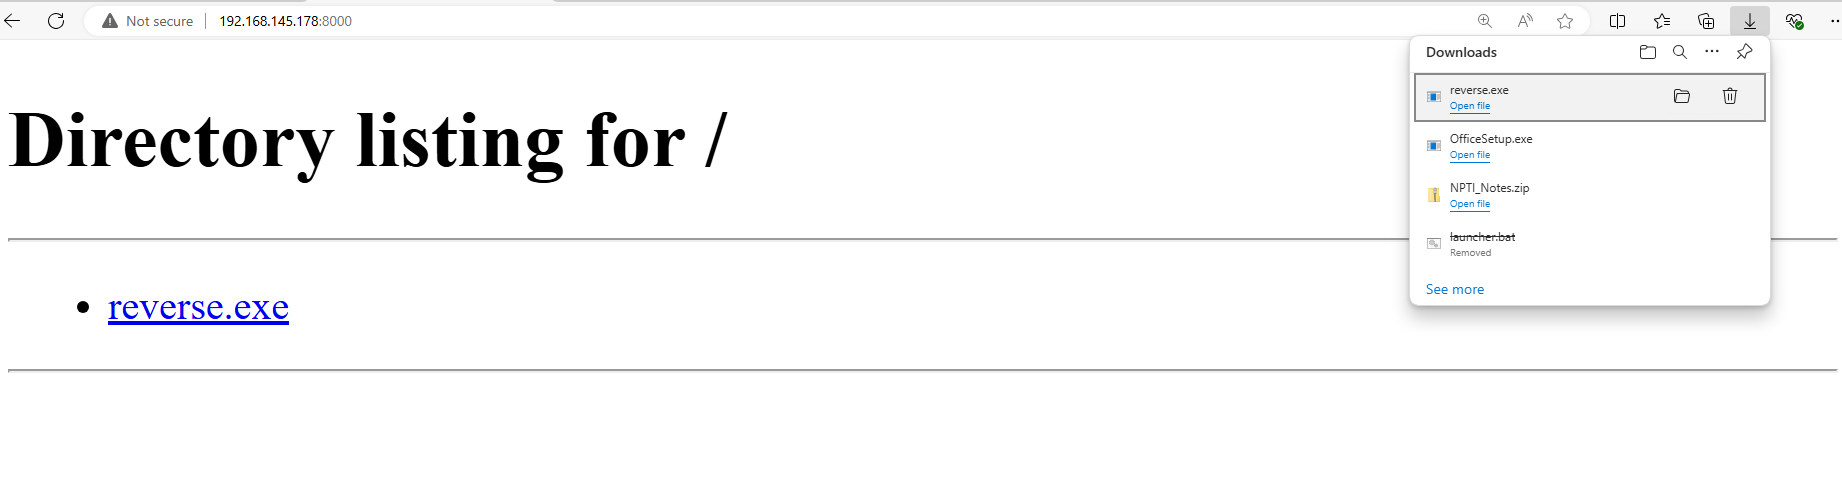 Not secure
192.168.145.178:8000
Downloads
reverse.exe
Open file
OfficeSetup.exe
Open file
NPTI_Notes.zip
Open file
launcher.bat
Removed
See more
Directory listing for /
reverse.exe